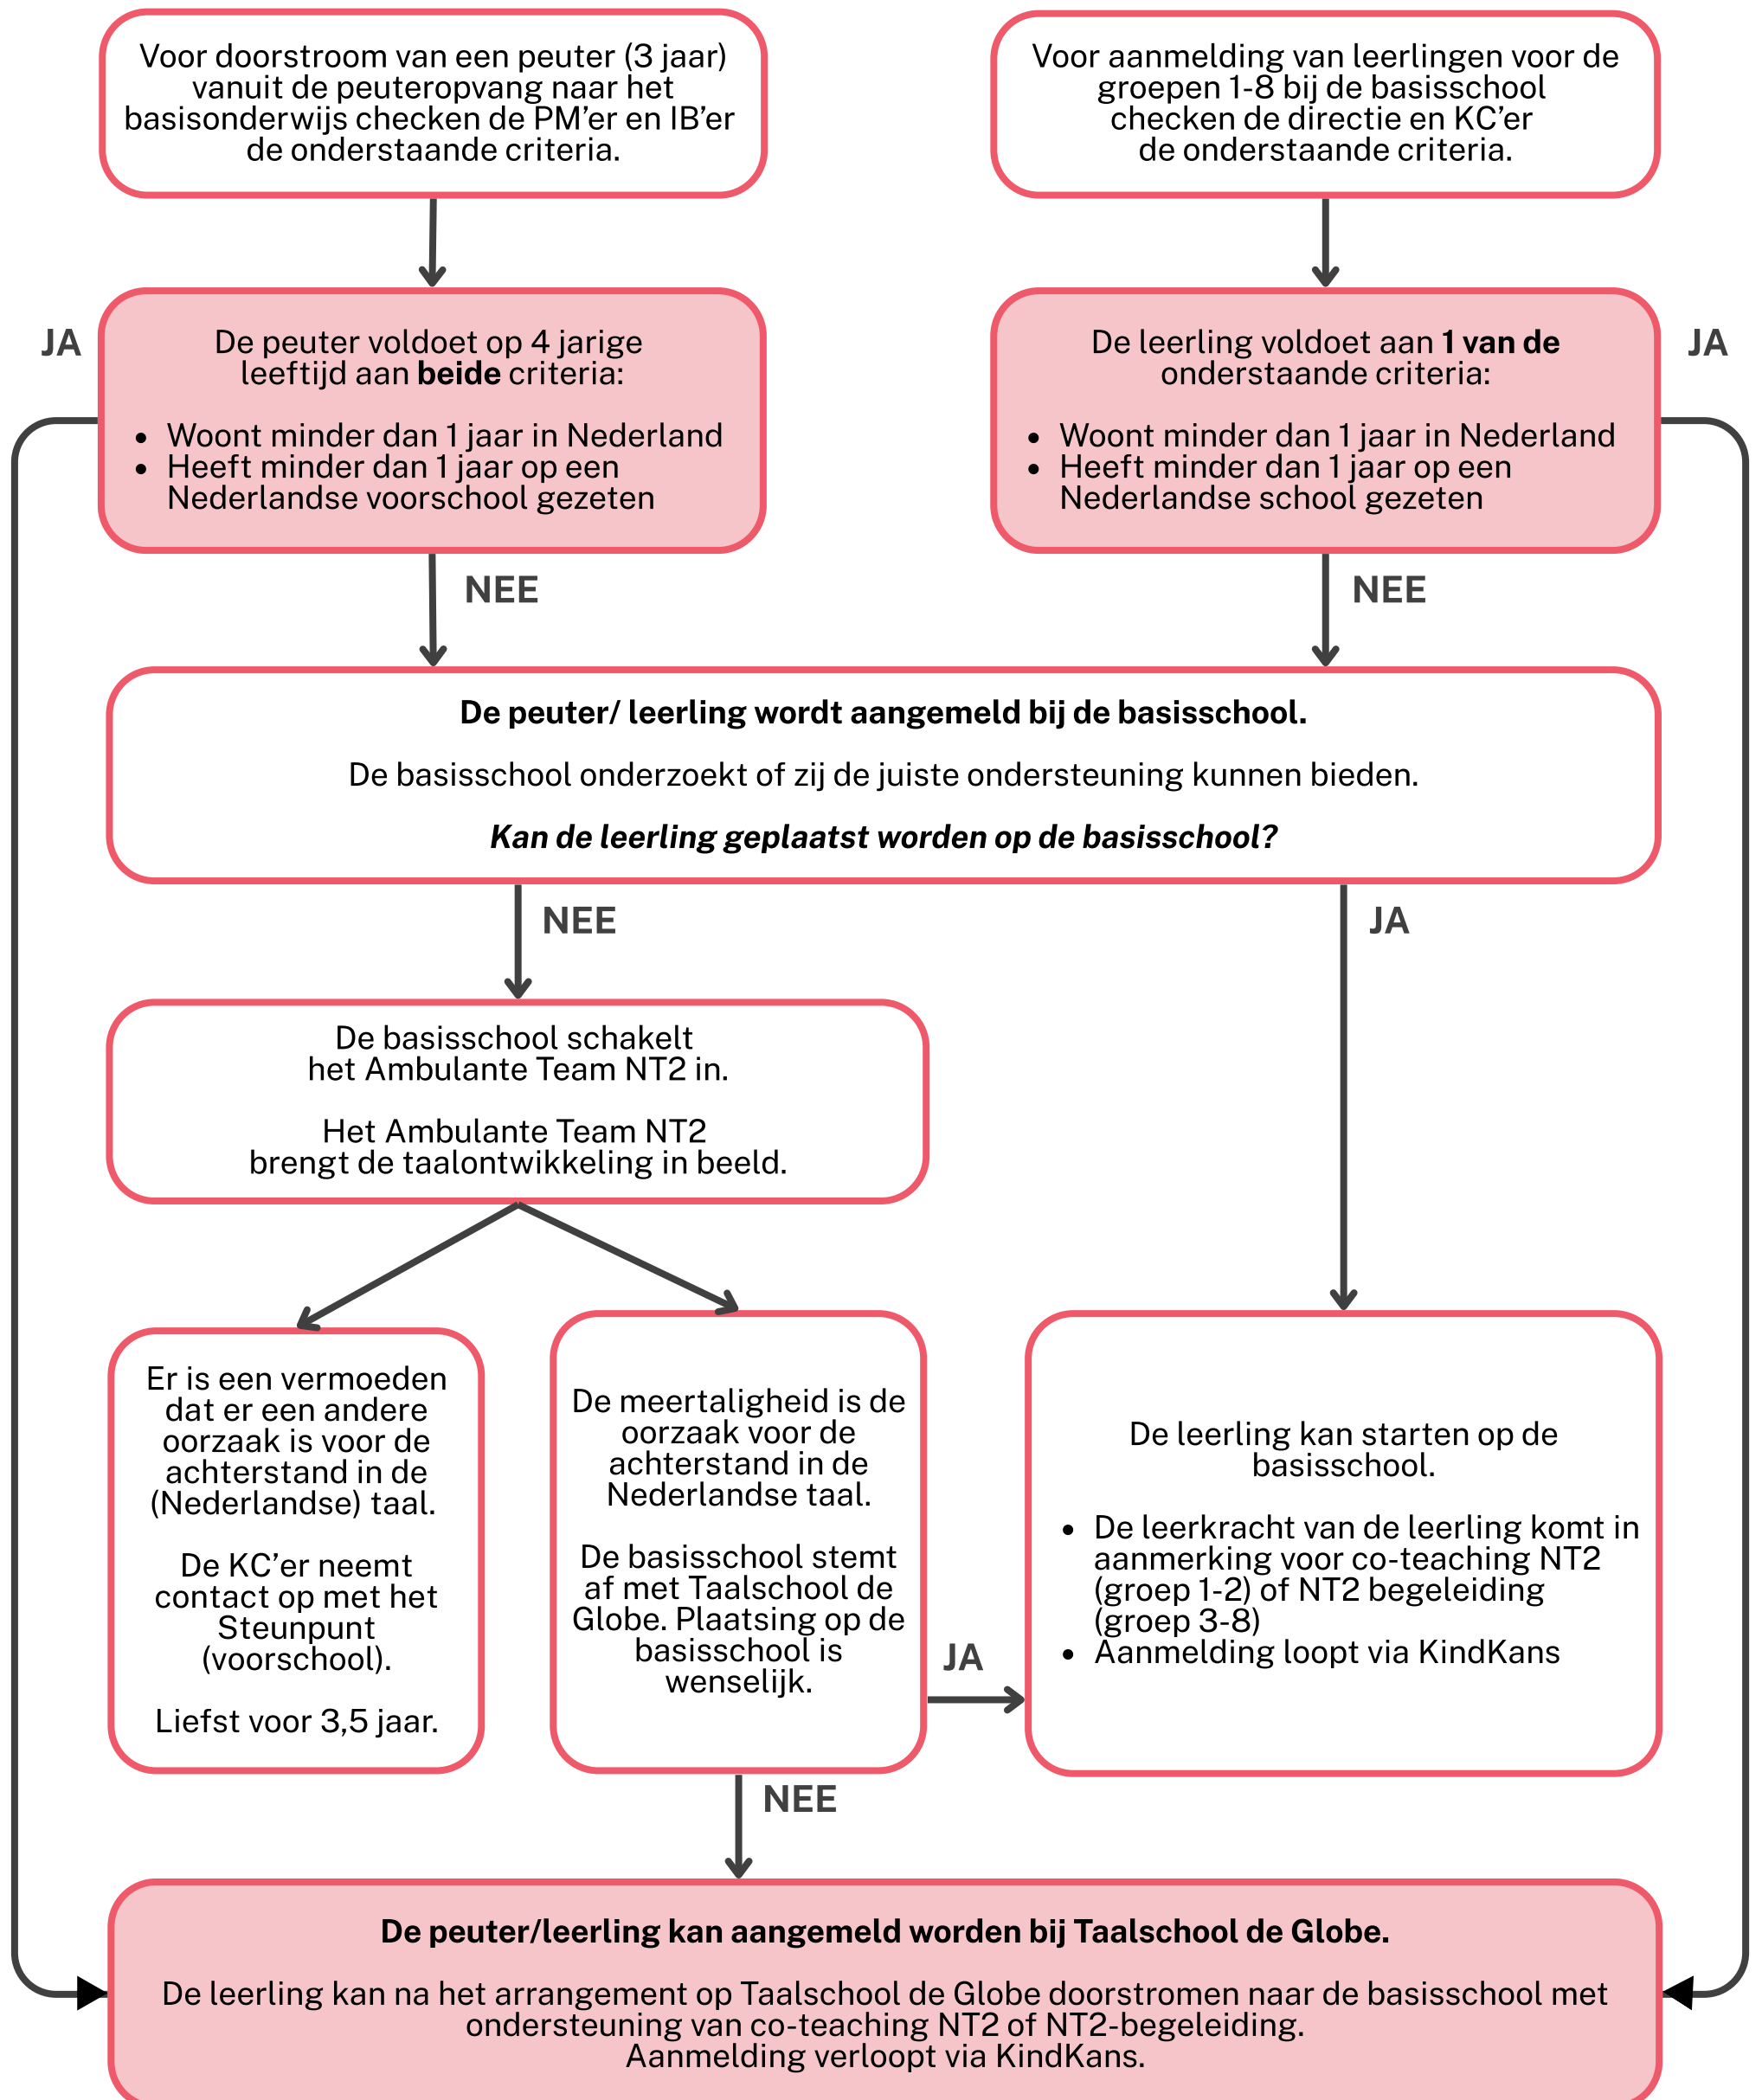 Voor doorstroom van een peuter (3 jaar)
vanuit de peuteropvang naar het
basisonderwijs checken de PM’er en IB’er
de onderstaande criteria.
Voor aanmelding van leerlingen voor de
groepen 1-8 bij de basisschool
checken de directie en KC’er
de onderstaande criteria.
JA
De peuter voldoet op 4 jarige
leeftijd aan beide criteria:
• Woont minder dan 1 jaar in Nederland
• Heeft minder dan 1 jaar op een
Nederlandse voorschool gezeten
De leerling voldoet aan 1 van de
onderstaande criteria:
• Woont minder dan 1 jaar in Nederland
• Heeft minder dan 1 jaar op een
Nederlandse school gezeten
JA
NEE
NEE
De peuter/ leerling wordt aangemeld bij de basisschool.
De basisschool onderzoekt of zij de juiste ondersteuning kunnen bieden.
Kan de leerling geplaatst worden op de basisschool?
NEE
JA
De basisschool schakelt
het Ambulante Team NT2 in.
Het Ambulante Team NT2
brengt de taalontwikkeling in beeld.
Er is een vermoeden
dat er een andere
oorzaak is voor de
achterstand in de
(Nederlandse) taal.
De KC’er neemt
contact op met het
Steunpunt
(voorschool).
Liefst voor 3,5 jaar.
De meertaligheid is de
oorzaak voor de
achterstand in de
Nederlandse taal.
De basisschool stemt
af met Taalschool de
Globe. Plaatsing op de
basisschool is
wenselijk.
JA
De leerling kan starten op de
basisschool.
• De leerkracht van de leerling komt in
aanmerking voor co-teaching NT2
(groep 1-2) of NT2 begeleiding
(groep 3-8)
• Aanmelding loopt via KindKans
NEE
De peuter/leerling kan aangemeld worden bij Taalschool de Globe.
De leerling kan na het arrangement op Taalschool de Globe doorstromen naar de basisschool met
ondersteuning van co-teaching NT2 of NT2-begeleiding.
Aanmelding verloopt via KindKans.